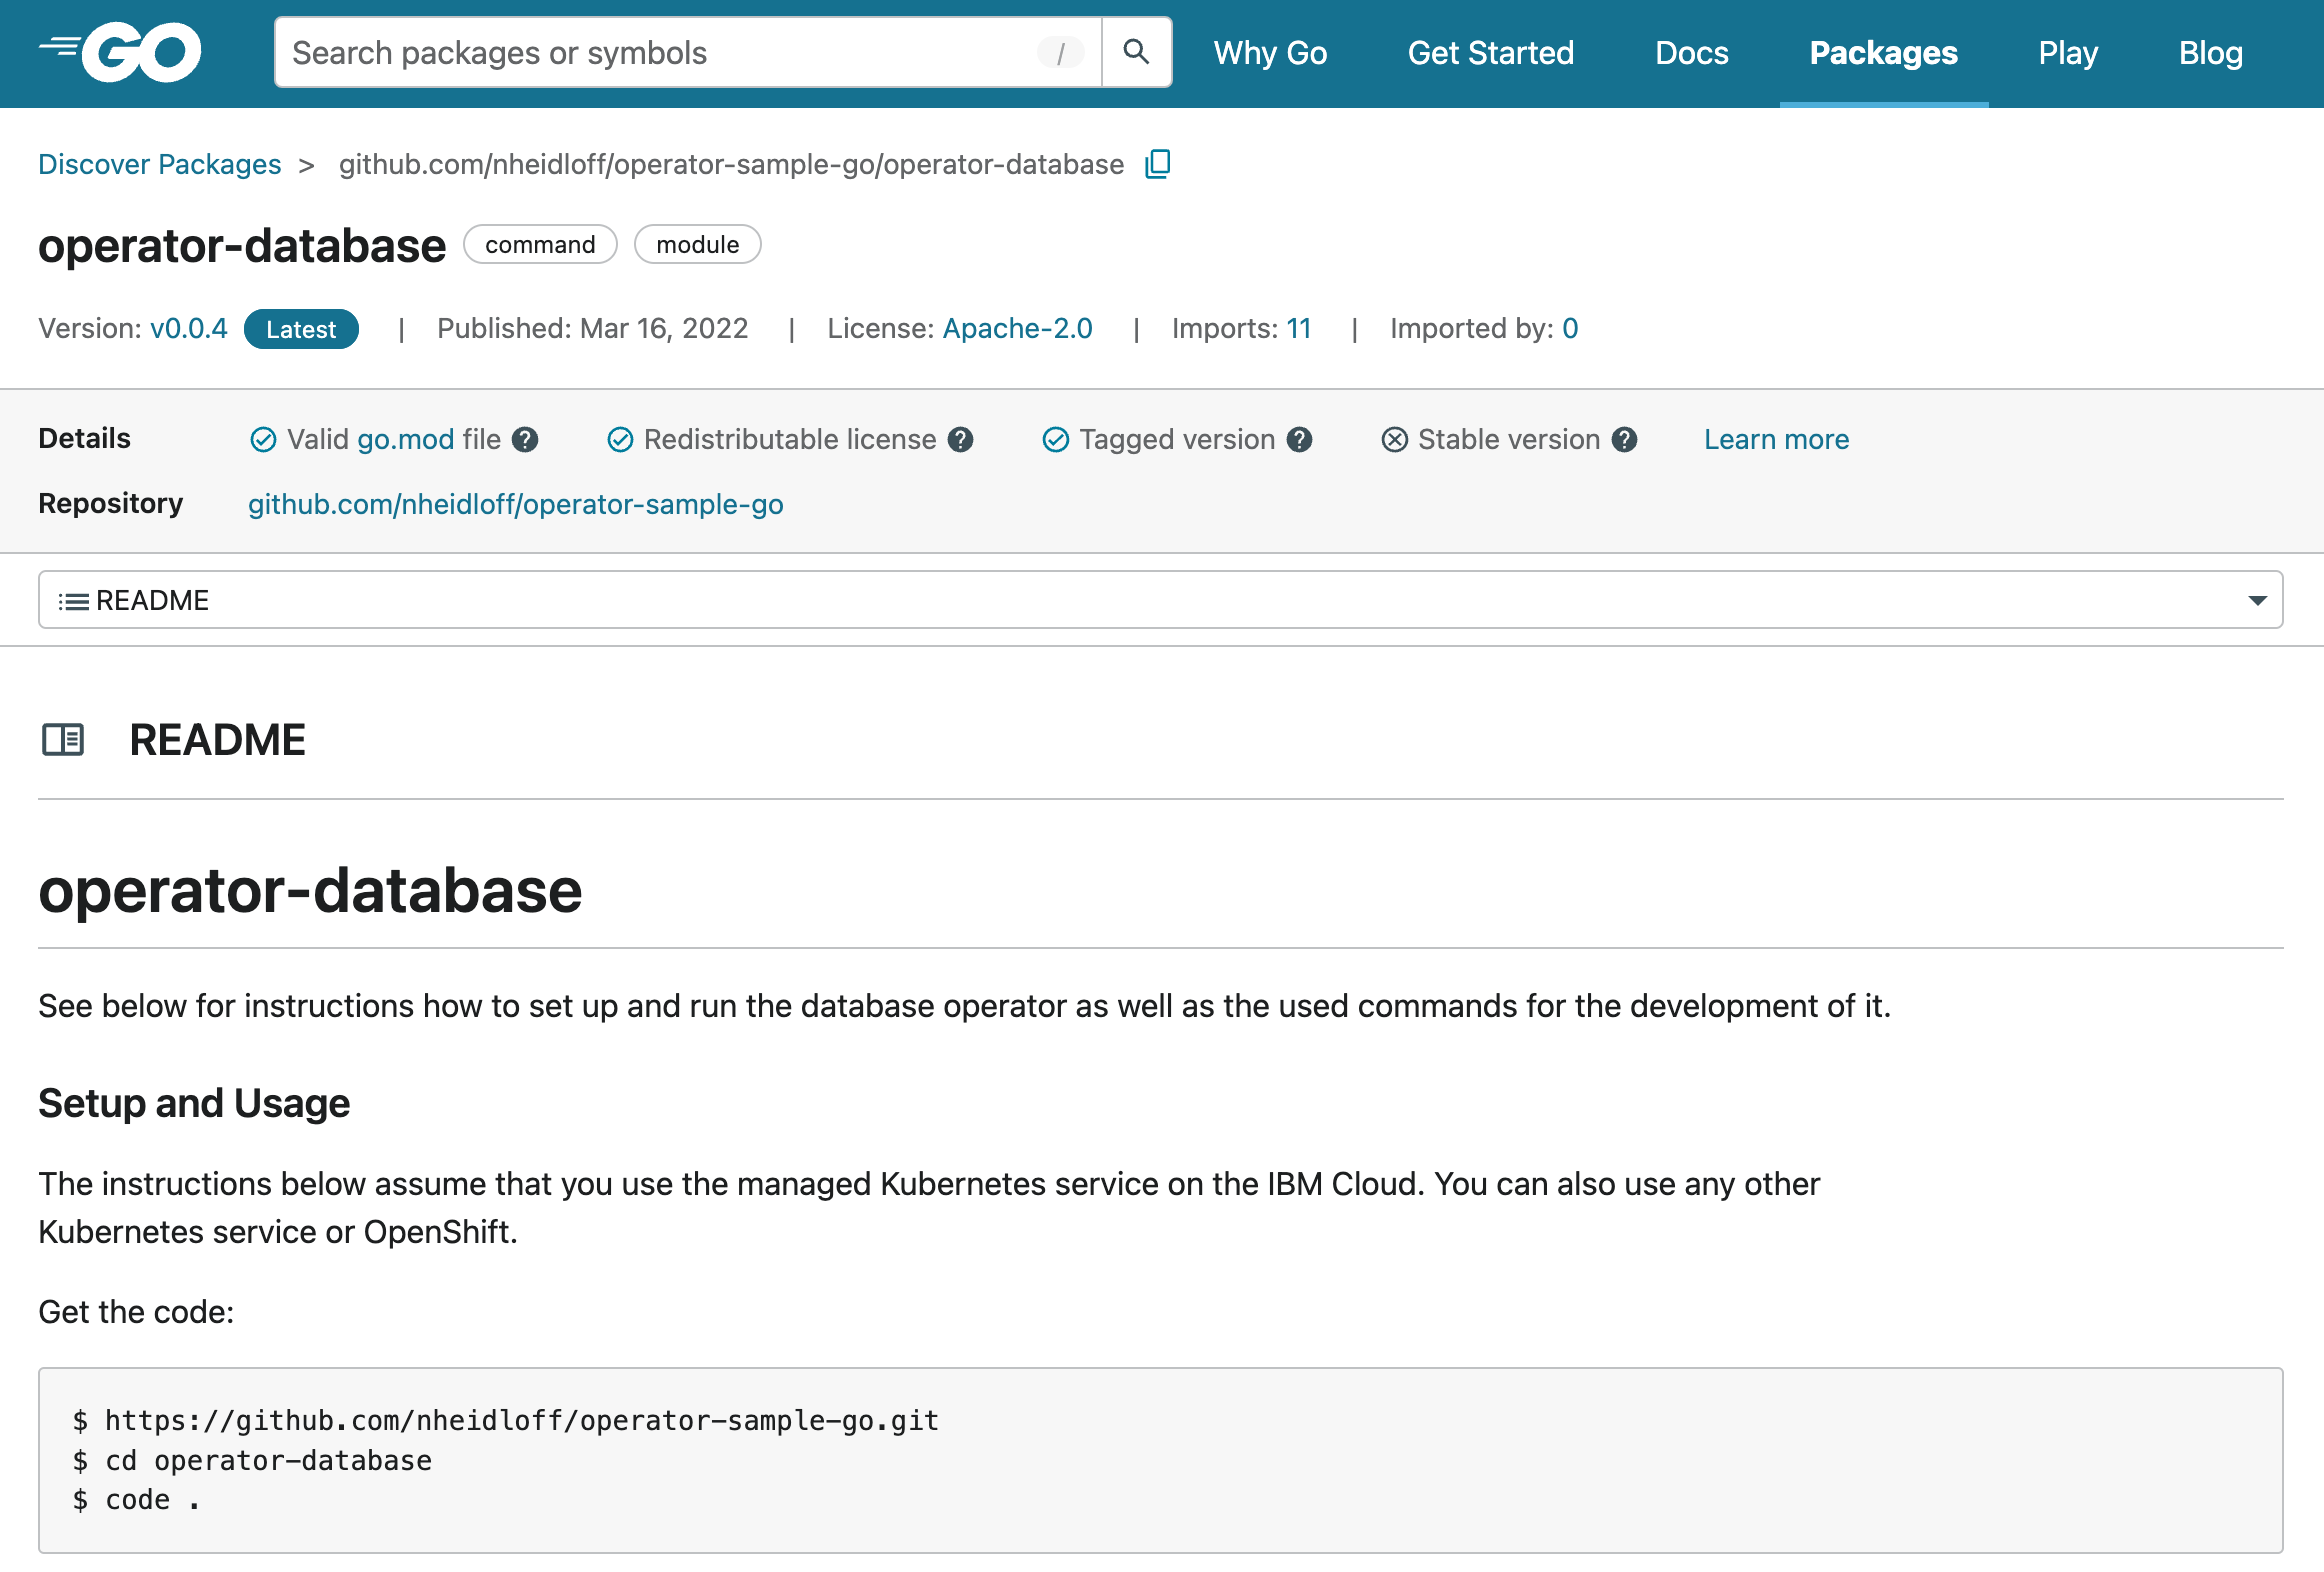 GO
Search packages or symbols /
Why Go Get Started Docs Packages Play Blog
Discover Packages > github.com/nheidloff/operator-sample-go/operator-database
operator-database command module
Version: v0.0.4 Latest | Published: Mar 16, 2022 | License: Apache-2.0 | Imports: 11 | Imported by: 0
Details Valid go.mod file ? Redistributable license ? Tagged version ? Stable version ? Learn more
Repository github.com/nheidloff/operator-sample-go
README
README
operator-database
See below for instructions how to set up and run the database operator as well as the used commands for the development of it.
Setup and Usage
The instructions below assume that you use the managed Kubernetes service on the IBM Cloud. You can also use any other
Kubernetes service or OpenShift.
Get the code:
$ https://github.com/nheidloff/operator-sample-go.git
$ cd operator-database
$ code .